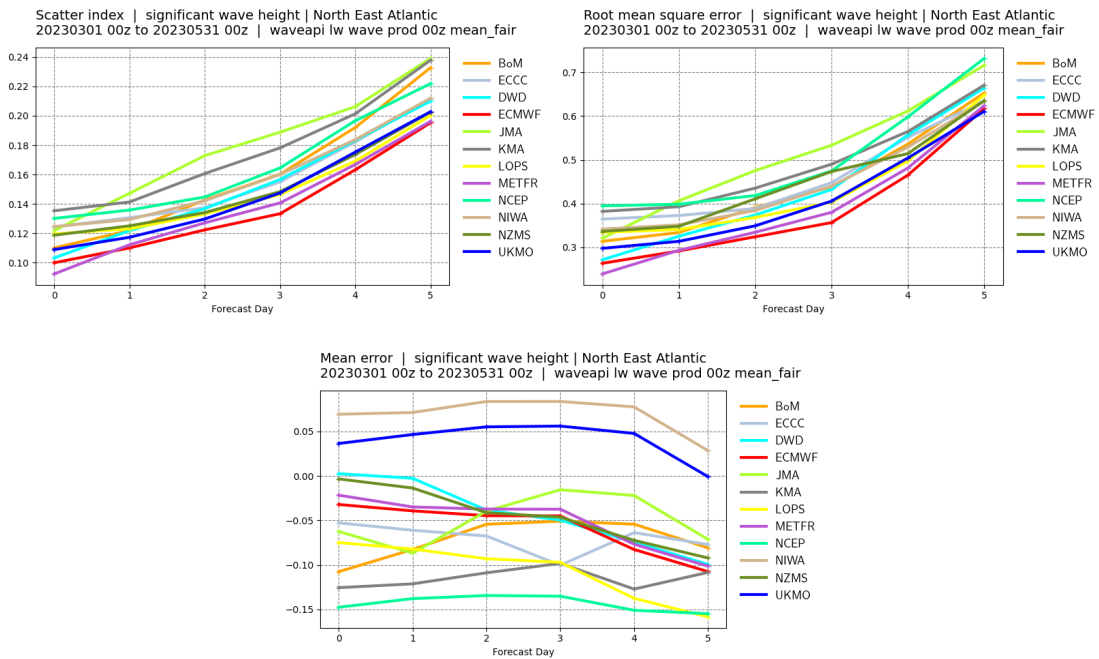 Scatter index | significant wave height | North East Atlantic
20230301 00z to 20230531 00z | waveapi lw wave prod 00z mean_fair
0.24
0.22
0.20
0.18
0.16
0.14
0.12
0.10
0
1
2
3
4
5
Forecast Day
BoM
ECCC
DWD
ECMWF
JMA
KMA
LOPS
METFR
NCEP
NIWA
NZMS
UKMO
Root mean square error | significant wave height | North East Atlantic
20230301 00z to 20230531 00z | waveapi lw wave prod 00z mean_fair
0.7
0.6
0.5
0.4
0.3
0
1
2
3
4
5
Forecast Day
BoM
ECCC
DWD
ECMWF
JMA
KMA
LOPS
METFR
NCEP
NIWA
NZMS
UKMO
Mean error | significant wave height | North East Atlantic
20230301 00z to 20230531 00z | waveapi lw wave prod 00z mean_fair
0.05
0.00
−0.05
−0.10
−0.15
0
1
2
3
4
5
Forecast Day
BoM
ECCC
DWD
ECMWF
JMA
KMA
LOPS
METFR
NCEP
NIWA
NZMS
UKMO